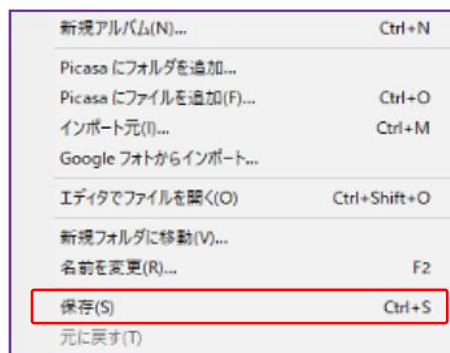 新規アルバム(N)... Ctrl+N
Picasa にフォルダを追加...
Picasa にファイルを追加(F)... Ctrl+O
インポート元(I)... Ctrl+M
Google フォトからインポート...
エディタでファイルを開く(O) Ctrl+Shift+O
新規フォルダに移動(V)...
名前を変更(R)... F2
保存(S) Ctrl+S
元に戻す(T)